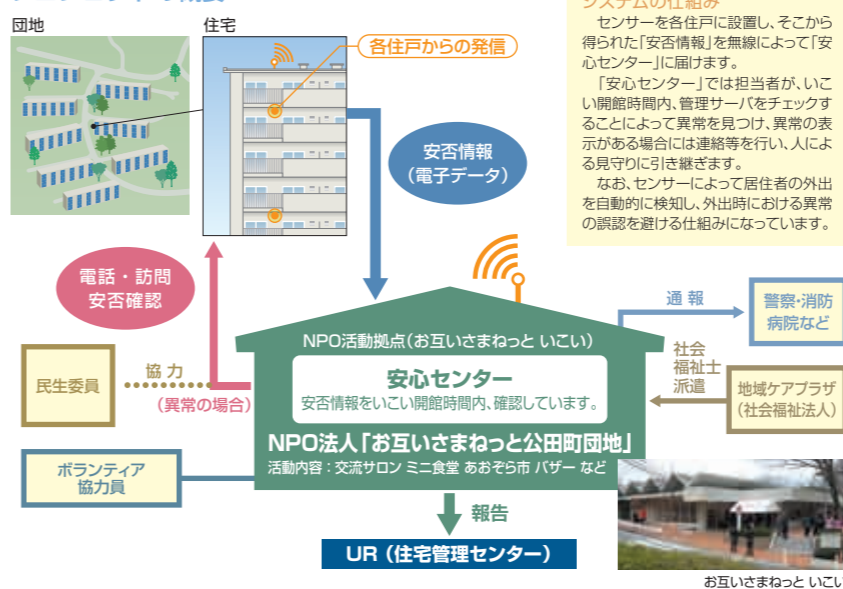 システムの仕組み
団地
住宅
各住戸からの発信
センサーを各住戸に設置し、そこから
得られた「安否情報」を無線によって「安
心センター」に届けます。
「安心センター」では担当者が、いこ
い開館時間内、管理サーバをチェックす
ることによって異常を見つけ、異常の表
示がある場合には連絡等を行い、人によ
る見守りに引き継ぎます。
なお、センサーによって居住者の外出
を自動的に検知し、外出時における異常
の誤認を避ける仕組みになっています。
安否情報
(電子データ)
電話・訪問
安否確認
民生委員
協力
(異常の場合)
ボランティア
協力員
NPO活動拠点(お互いさまねっと いこい)
安心センター
安否情報をいこい開館時間内、確認しています。
NPO法人「お互いさまねっと公田町団地」
活動内容:交流サロン ミニ食堂 あおぞら市 バザー など
通報
警察・消防
病院など
社会
福祉士
派遣
地域ケアプラザ
(社会福祉法人)
報告
UR(住宅管理センター)
お互いさまねっと いこい